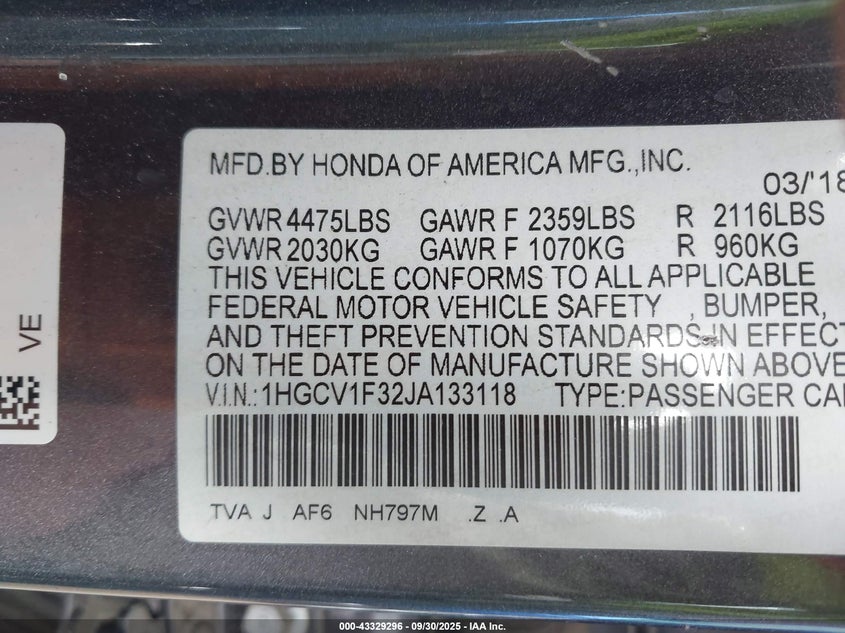 MFD.BY HONDA OF AMERICA MFG.,INC.
03/'18
GVWR 4475LBS GAWR F 2359LBS R 2116LBS
GVWR 2030KG GAWR F 1070KG R 960KG
THIS VEHICLE CONFORMS TO ALL APPLICABLE
FEDERAL MOTOR VEHICLE SAFETY , BUMPER,
AND THEFT PREVENTION STANDARDS IN EFFECT
ON THE DATE OF MANUFACTURE SHOWN ABOVE
V.I.N.:1HGCV1F32JA133118 TYPE:PASSENGER CAR
TVA J AF6 NH797M .Z .A
VE
000-43329296 - 09/30/2025 - IAA Inc.